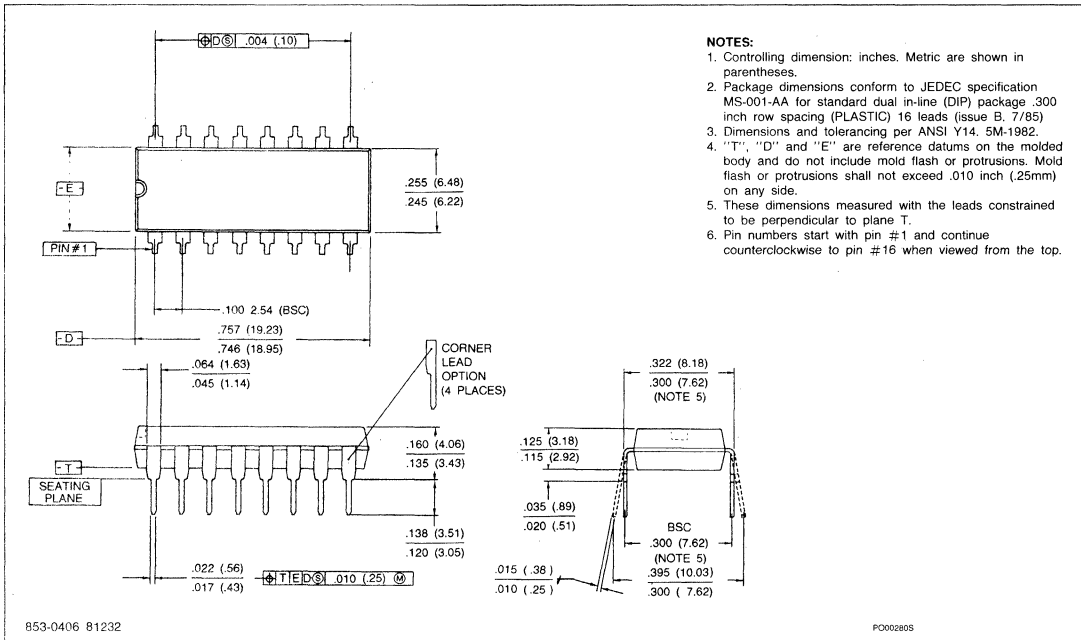 ⌖ D Ⓢ .004 (.10)
-E-
.255 (6.48)
.245 (6.22)
PIN #1
.100 2.54 (BSC)
-D-
.757 (19.23)
.746 (18.95)
.064 (1.63)
.045 (1.14)
CORNER
LEAD
OPTION
(4 PLACES)
.160 (4.06)
.135 (3.43)
-T-
SEATING
PLANE
.138 (3.51)
.120 (3.05)
.022 (.56)
.017 (.43)
⌖ T E D Ⓢ .010 (.25) Ⓜ
NOTES:
1. Controlling dimension: inches. Metric are shown in
parentheses.
2. Package dimensions conform to JEDEC specification
MS-001-AA for standard dual in-line (DIP) package .300
inch row spacing (PLASTIC) 16 leads (issue B. 7/85)
3. Dimensions and tolerancing per ANSI Y14. 5M-1982.
4. "T", "D" and "E" are reference datums on the molded
body and do not include mold flash or protrusions. Mold
flash or protrusions shall not exceed .010 inch (.25mm)
on any side.
5. These dimensions measured with the leads constrained
to be perpendicular to plane T.
6. Pin numbers start with pin #1 and continue
counterclockwise to pin #16 when viewed from the top.
.322 (8.18)
.300 (7.62)
(NOTE 5)
.125 (3.18)
.115 (2.92)
.035 (.89)
.020 (.51)
BSC
.300 (7.62)
(NOTE 5)
.395 (10.03)
.300 ( 7.62)
.015 (.38)
.010 (.25)
853-0406 81232
PO00280S